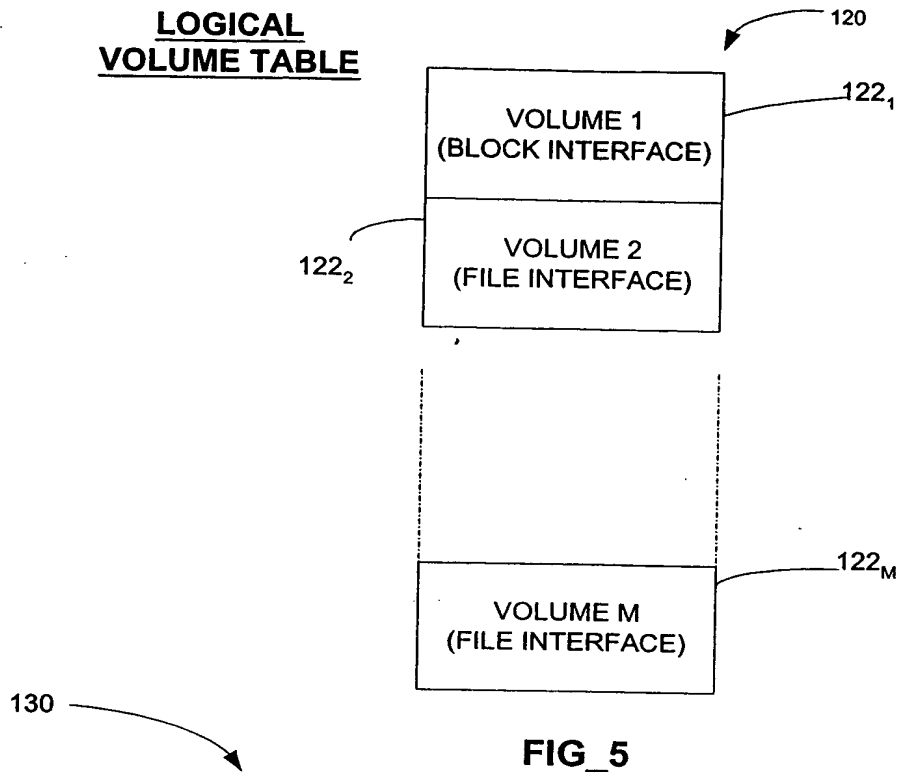 LOGICAL
VOLUME TABLE
120
VOLUME 1
(BLOCK INTERFACE)
122₁
122₂
VOLUME 2
(FILE INTERFACE)
122ₘ
VOLUME M
(FILE INTERFACE)
130
FIG_5